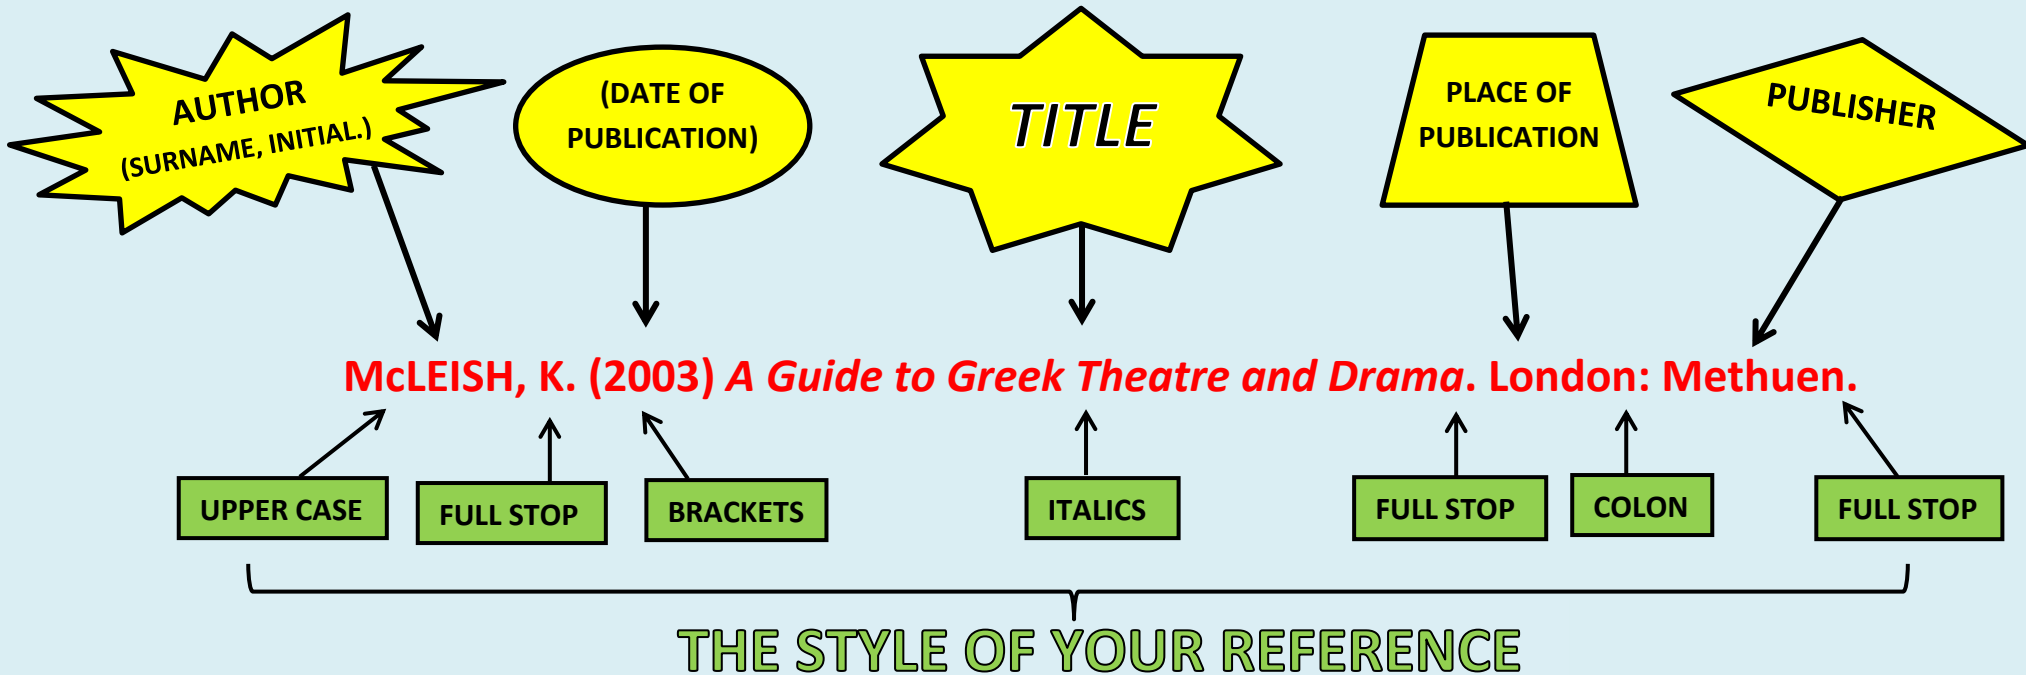 AUTHOR
(SURNAME, INITIAL.)
(DATE OF
PUBLICATION)
TITLE
PLACE OF
PUBLICATION
PUBLISHER
McLEISH, K. (2003) A Guide to Greek Theatre and Drama. London: Methuen.
UPPER CASE
FULL STOP
BRACKETS
ITALICS
FULL STOP
COLON
FULL STOP
THE STYLE OF YOUR REFERENCE